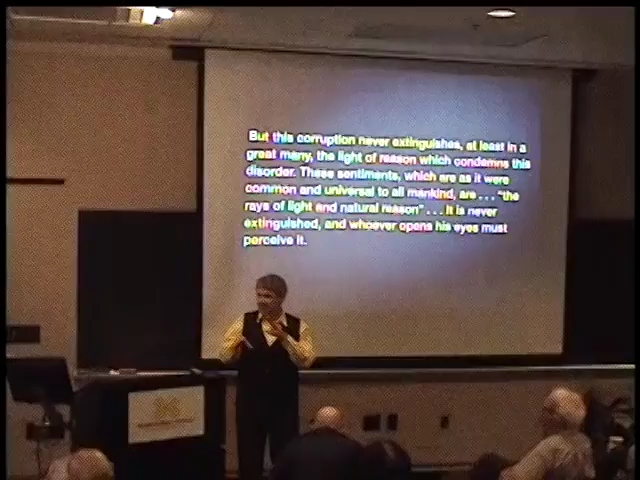 But this corruption never extinguishes, at least in a
great many, the light of reason which condemns this
disorder. These sentiments, which are as it were
common and universal to all mankind, are . . . "the
rays of light and natural reason" . . . It is never
extinguished, and whoever opens his eyes must
perceive it.